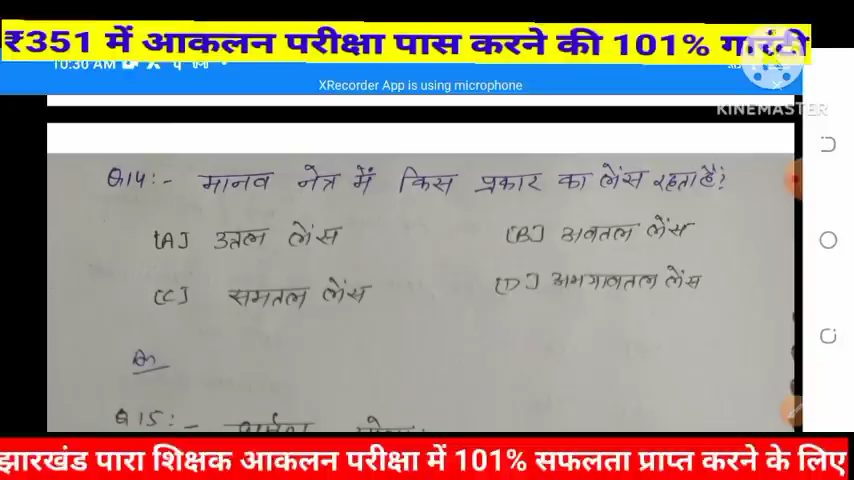 ₹351 में आकलन परीक्षा पास करने की 101% गारंटी
10:30 AM
XRecorder App is using microphone
KINEMASTER
Q14:- मानव नेत्र में किस प्रकार का लेंस रहता है?
[A] उत्तल लेंस
[B] अवतल लेंस
[C] समतल लेंस
[D] लेंस
Q15:-
झारखंड पारा शिक्षक आकलन परीक्षा में 101% सफलता प्राप्त करने के लिए